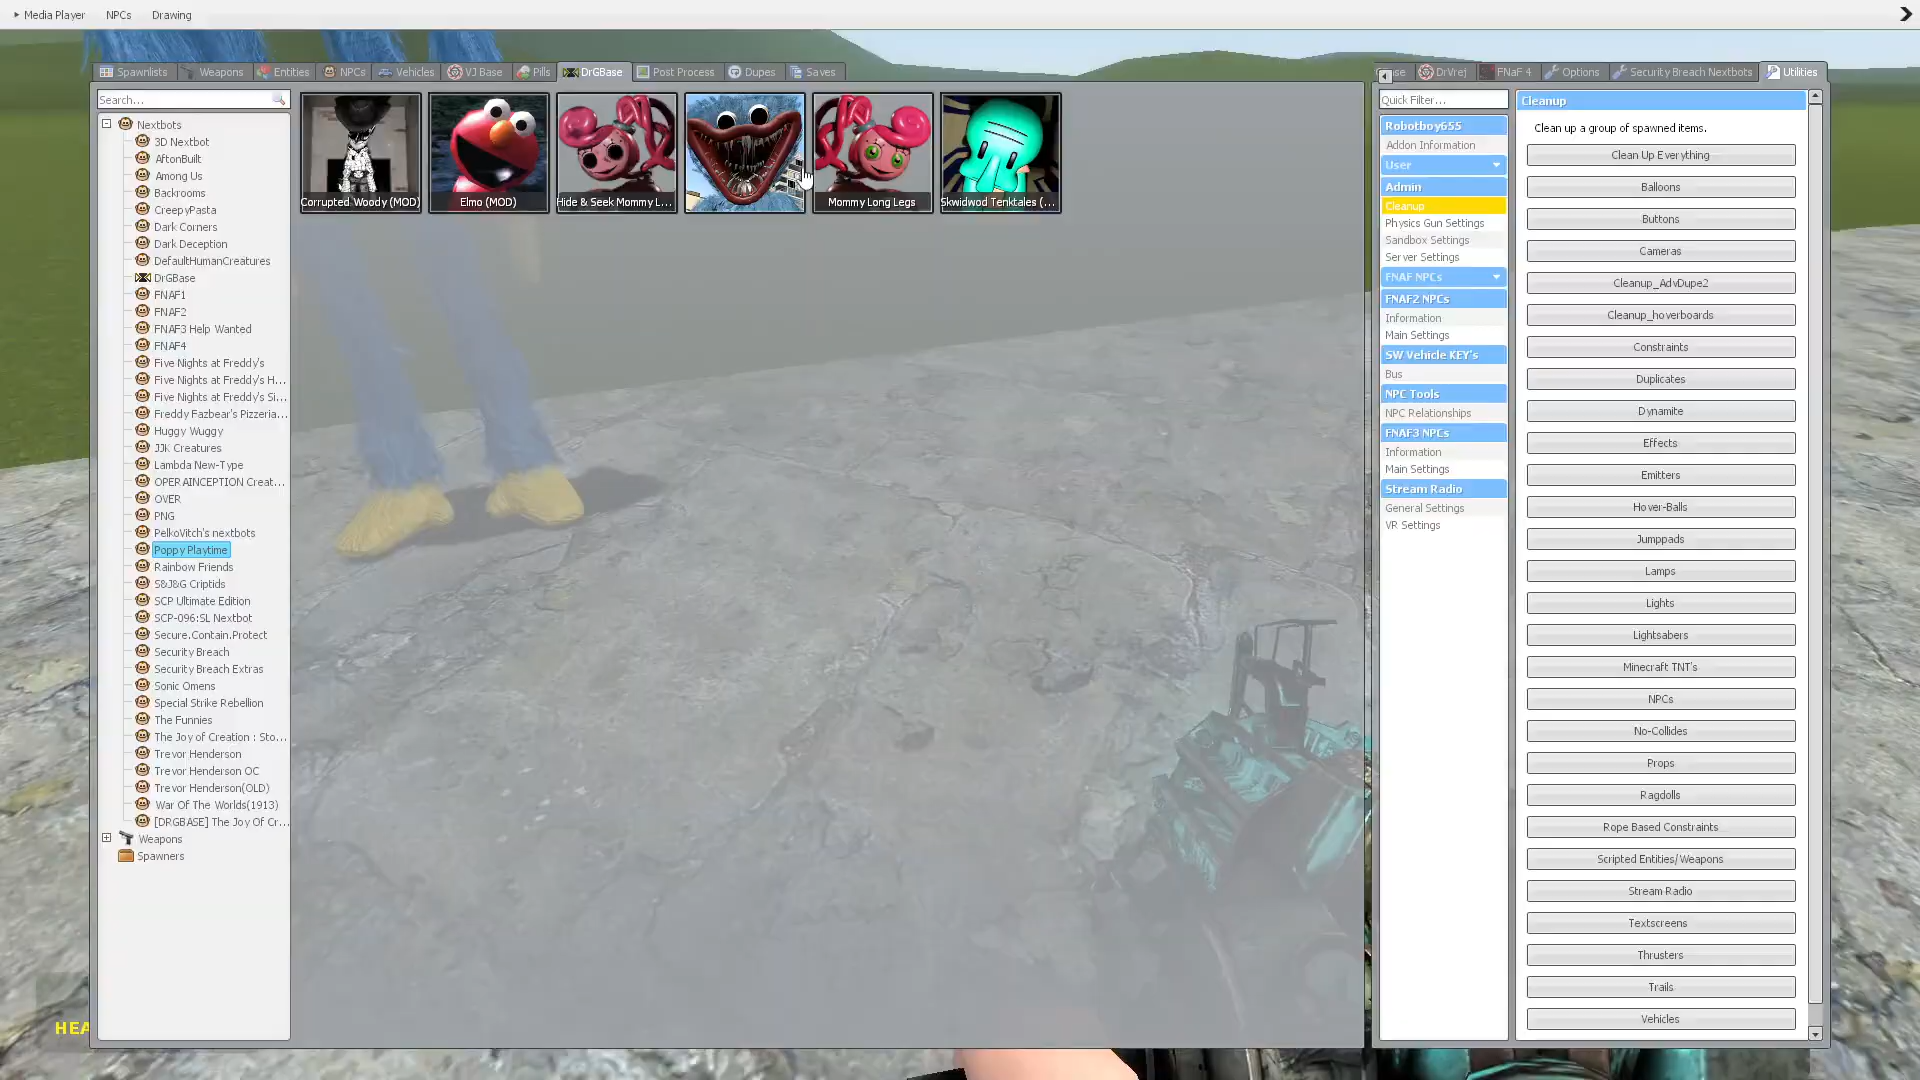 Media Player NPCs Drawing
Spawnlists Weapons Entities NPCs Vehicles VJ Base Pills DrGBase Post Process Dupes Saves
DrVrej FNaF 4 Options Security Breach Nextbots Utilities
Search...
Nextbots
3D Nextbot
AftonBuilt
Among Us
Backrooms
CreepyPasta
Dark Corners
Dark Deception
DefaultHumanCreatures
DrGBase
FNAF1
FNAF2
FNAF3 Help Wanted
FNAF4
Five Nights at Freddy's
Five Nights at Freddy's H...
Five Nights at Freddy's Si...
Freddy Fazbear's Pizzeria...
Huggy Wuggy
JJK Creatures
Lambda New-Type
OPERAINCEPTION Creat...
OVER
PNG
PelkoVitch's nextbots
Poppy Playtime
Rainbow Friends
S&J&G Criptids
SCP Ultimate Edition
SCP-096:SL Nextbot
Secure.Contain.Protect
Security Breach
Security Breach Extras
Sonic Omens
Special Strike Rebellion
The Funnies
The Joy of Creation : Sto...
Trevor Henderson
Trevor Henderson OC
Trevor Henderson(OLD)
War Of The Worlds(1913)
[DRGBASE] The Joy Of Cr...
Weapons
Spawners
Corrupted Woody (MOD)
Elmo (MOD)
Hide & Seek Mommy L...
Mommy Long Legs
Skwidwod Tenktales (...
Quick Filter...
Robotboy655
Addon Information
User
Admin
Cleanup
Physics Gun Settings
Sandbox Settings
Server Settings
FNAF NPCs
FNAF2 NPCs
Information
Main Settings
SW Vehicle KEY's
Bus
NPC Tools
NPC Relationships
FNAF3 NPCs
Information
Main Settings
Stream Radio
General Settings
VR Settings
Cleanup
Clean up a group of spawned items.
Clean Up Everything
Balloons
Buttons
Cameras
Cleanup_AdvDupe2
Cleanup_hoverboards
Constraints
Duplicates
Dynamite
Effects
Emitters
Hover-Balls
Jumppads
Lamps
Lights
Lightsabers
Minecraft TNT's
NPCs
No-Collides
Props
Ragdolls
Rope Based Constraints
Scripted Entities/Weapons
Stream Radio
Textscreens
Thrusters
Trails
Vehicles
HEA